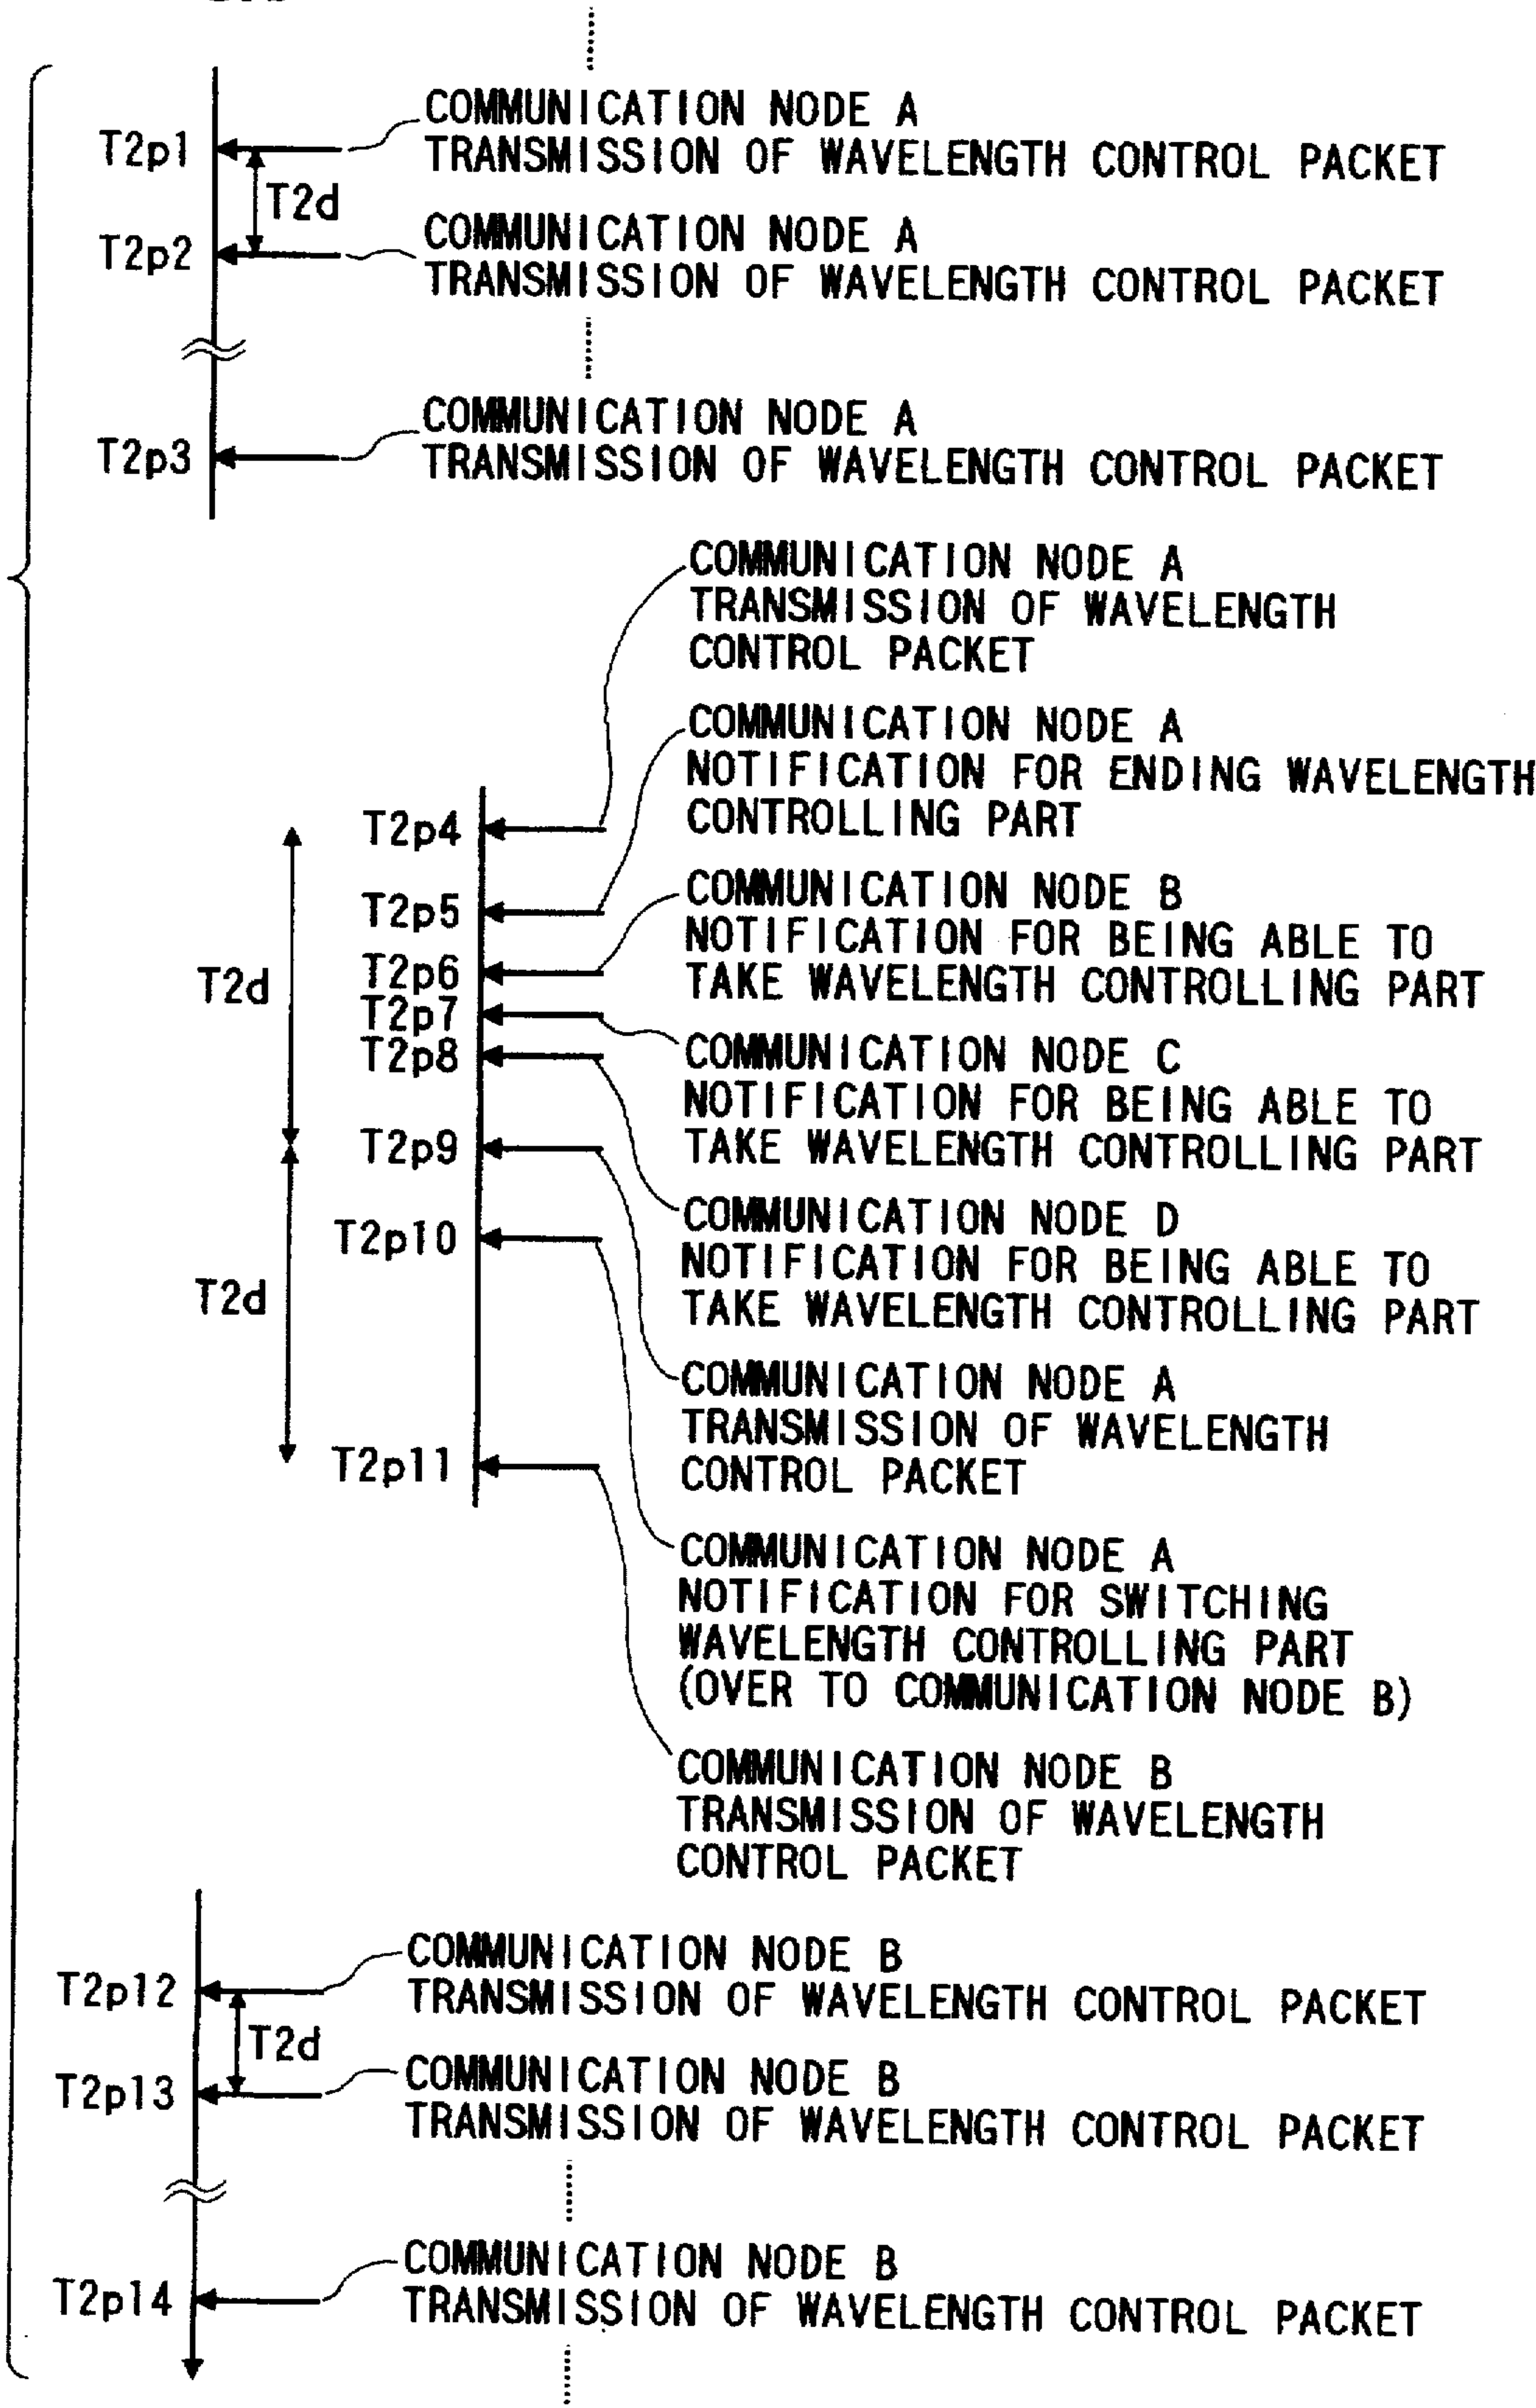 T2p1
COMMUNICATION NODE A
TRANSMISSION OF WAVELENGTH CONTROL PACKET
T2d
T2p2
COMMUNICATION NODE A
TRANSMISSION OF WAVELENGTH CONTROL PACKET
T2p3
COMMUNICATION NODE A
TRANSMISSION OF WAVELENGTH CONTROL PACKET
COMMUNICATION NODE A
TRANSMISSION OF WAVELENGTH
CONTROL PACKET
COMMUNICATION NODE A
NOTIFICATION FOR ENDING WAVELENGTH
CONTROLLING PART
T2p4
T2p5
COMMUNICATION NODE B
NOTIFICATION FOR BEING ABLE TO
TAKE WAVELENGTH CONTROLLING PART
T2p6
T2d
T2p7
T2p8
COMMUNICATION NODE C
NOTIFICATION FOR BEING ABLE TO
TAKE WAVELENGTH CONTROLLING PART
T2p9
COMMUNICATION NODE D
NOTIFICATION FOR BEING ABLE TO
TAKE WAVELENGTH CONTROLLING PART
T2p10
T2d
COMMUNICATION NODE A
TRANSMISSION OF WAVELENGTH
CONTROL PACKET
T2p11
COMMUNICATION NODE A
NOTIFICATION FOR SWITCHING
WAVELENGTH CONTROLLING PART
(OVER TO COMMUNICATION NODE B)
COMMUNICATION NODE B
TRANSMISSION OF WAVELENGTH
CONTROL PACKET
T2p12
COMMUNICATION NODE B
TRANSMISSION OF WAVELENGTH CONTROL PACKET
T2d
T2p13
COMMUNICATION NODE B
TRANSMISSION OF WAVELENGTH CONTROL PACKET
T2p14
COMMUNICATION NODE B
TRANSMISSION OF WAVELENGTH CONTROL PACKET